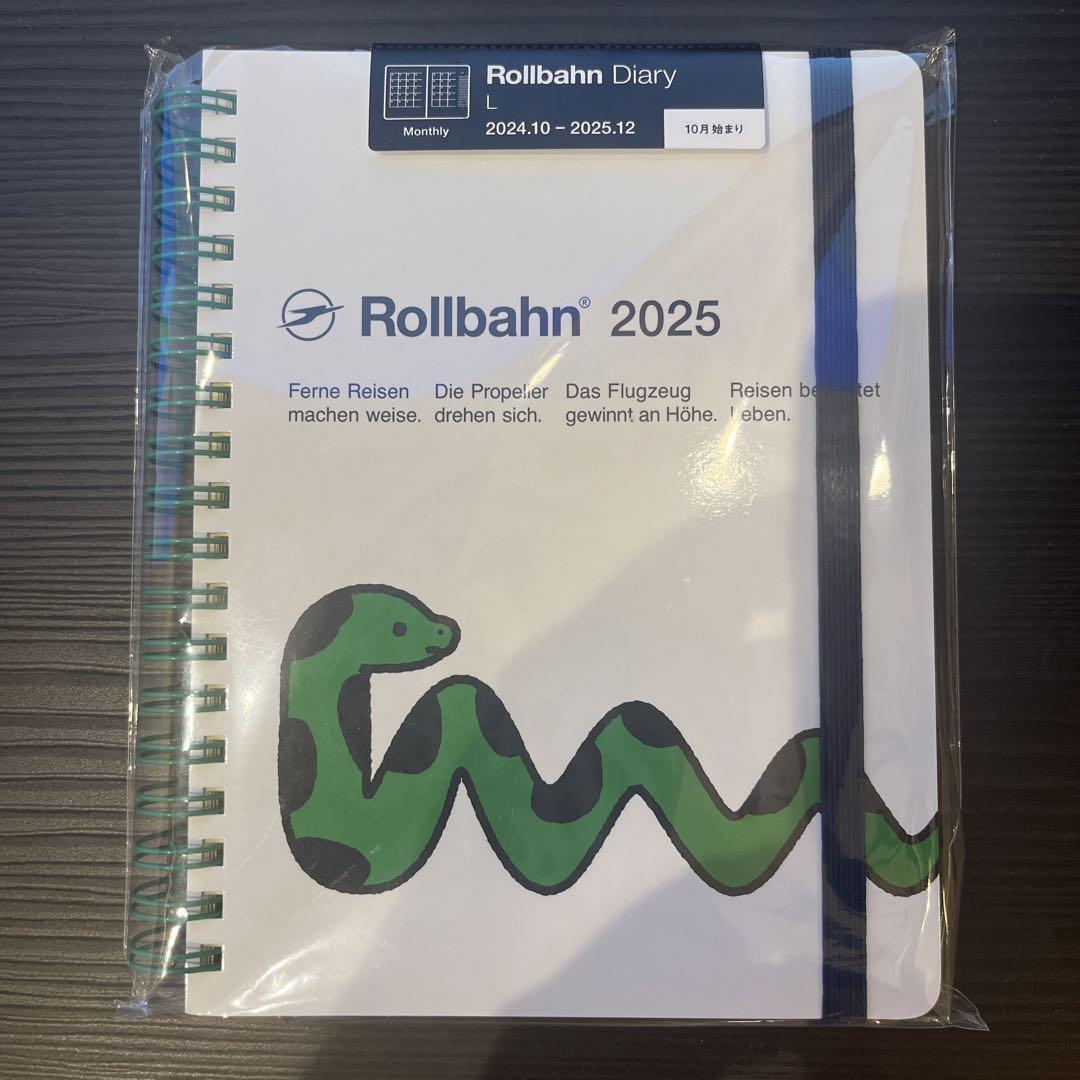 Rollbahn Diary
L
Monthly
2024.10 – 2025.12
10月始まり
Rollbahn® 2025
Ferne Reisen
machen weise.
Die Propeller
drehen sich.
Das Flugzeug
gewinnt an Höhe.
Reisen
Leben.